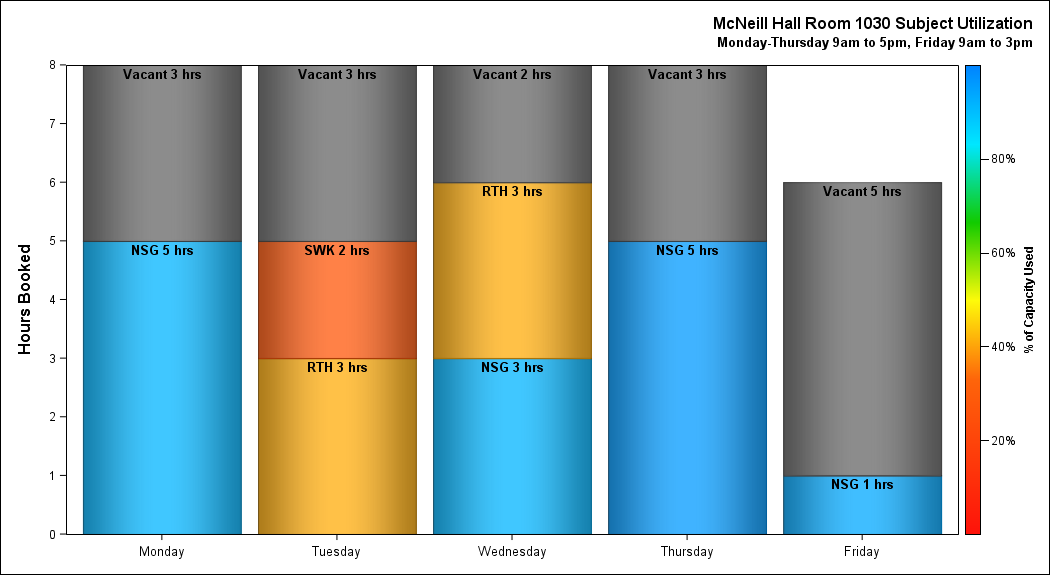 McNeill Hall Room 1030 Subject Utilization
Monday-Thursday 9am to 5pm, Friday 9am to 3pm
Hours Booked
8
7
6
5
4
3
2
1
0
Vacant 3 hrs
NSG 5 hrs
Vacant 3 hrs
SWK 2 hrs
RTH 3 hrs
Vacant 2 hrs
RTH 3 hrs
NSG 3 hrs
Vacant 3 hrs
NSG 5 hrs
Vacant 5 hrs
NSG 1 hrs
Monday
Tuesday
Wednesday
Thursday
Friday
80%
60%
40%
20%
% of Capacity Used